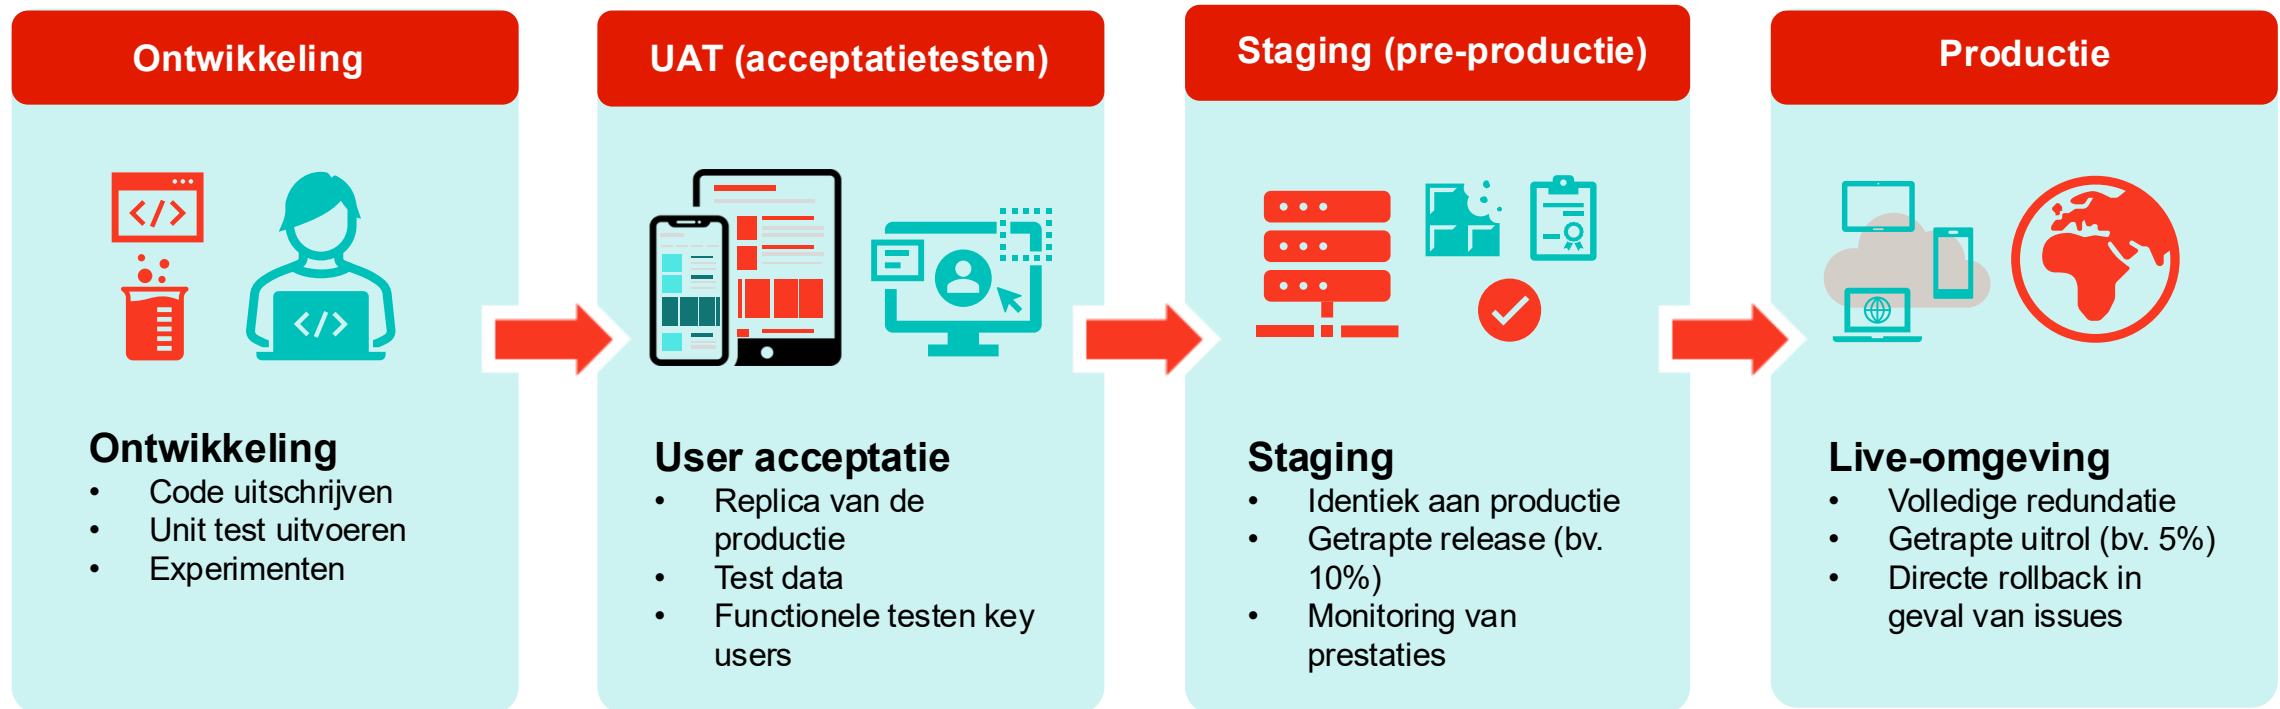 Ontwikkeling
</>
</>
Ontwikkeling
• Code uitschrijven
• Unit test uitvoeren
• Experimenten
UAT (acceptatietesten)
User acceptatie
• Replica van de
productie
• Test data
• Functionele testen key
users
Staging (pre-productie)
Staging
• Identiek aan productie
• Getrapte release (bv.
10%)
• Monitoring van
prestaties
Productie
Live-omgeving
• Volledige redundatie
• Getrapte uitrol (bv. 5%)
• Directe rollback in
geval van issues